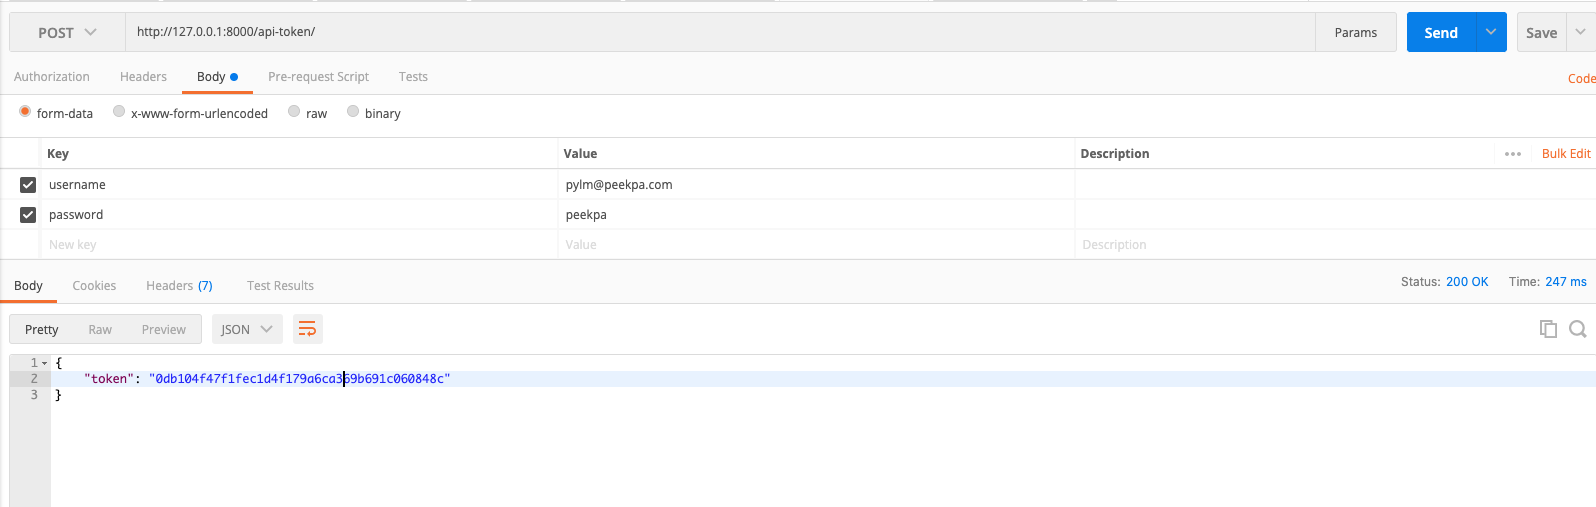 POST http://127.0.0.1:8000/api-token/ Params Send Save
Authorization Headers Body Pre-request Script Tests Code
form-data x-www-form-urlencoded raw binary
Key Value Description Bulk Edit
username pylm@peekpa.com
password peekpa
New key Value Description
Body Cookies Headers (7) Test Results Status: 200 OK Time: 247 ms
Pretty Raw Preview JSON
1 {
2 "token": "0db104f47f1fec1d4f179a6ca369b691c060848c"
3 }